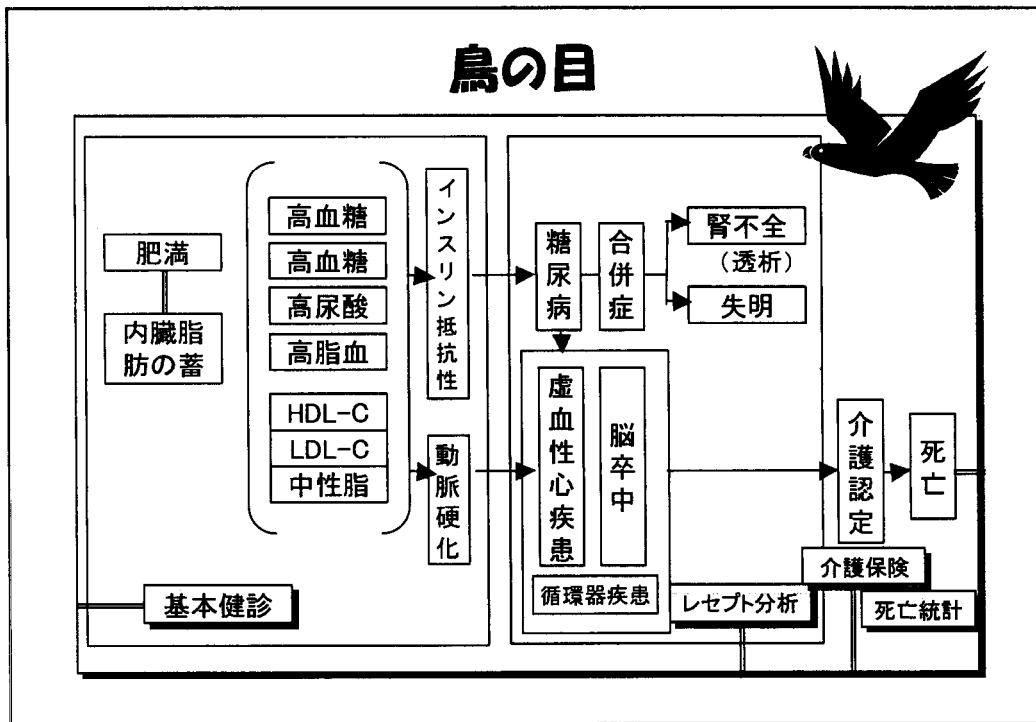 鳥の目
肥満
内臓脂
肪の蓄
高血糖
高血糖
高尿酸
高脂血
HDL-C
LDL-C
中性脂
インスリン抵抗性
動脈硬化
糖尿病
合併症
腎不全
（透析）
失明
虚血性心疾患
脳卒中
循環器疾患
介護認定
死亡
基本健診
レセプト分析
介護保険
死亡統計